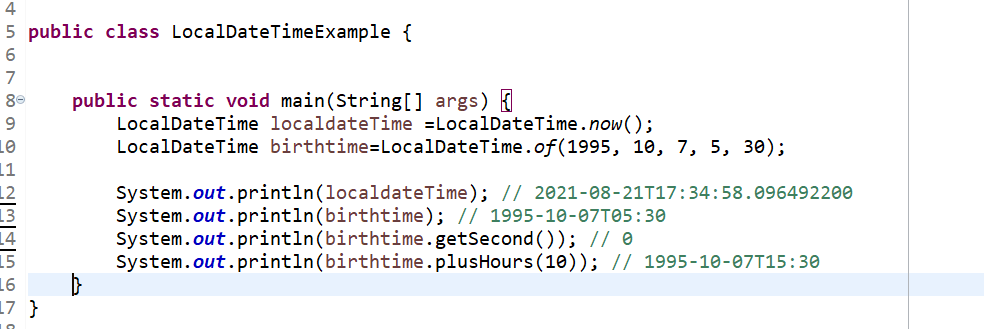 4
5 public class LocalDateTimeExample {
6
7
8 public static void main(String[] args) {
9 LocalDateTime localdateTime =LocalDateTime.now();
10 LocalDateTime birthtime=LocalDateTime.of(1995, 10, 7, 5, 30);
11
12 System.out.println(localdateTime); // 2021-08-21T17:34:58.096492200
13 System.out.println(birthtime); // 1995-10-07T05:30
14 System.out.println(birthtime.getSecond()); // 0
15 System.out.println(birthtime.plusHours(10)); // 1995-10-07T15:30
16 }
17 }